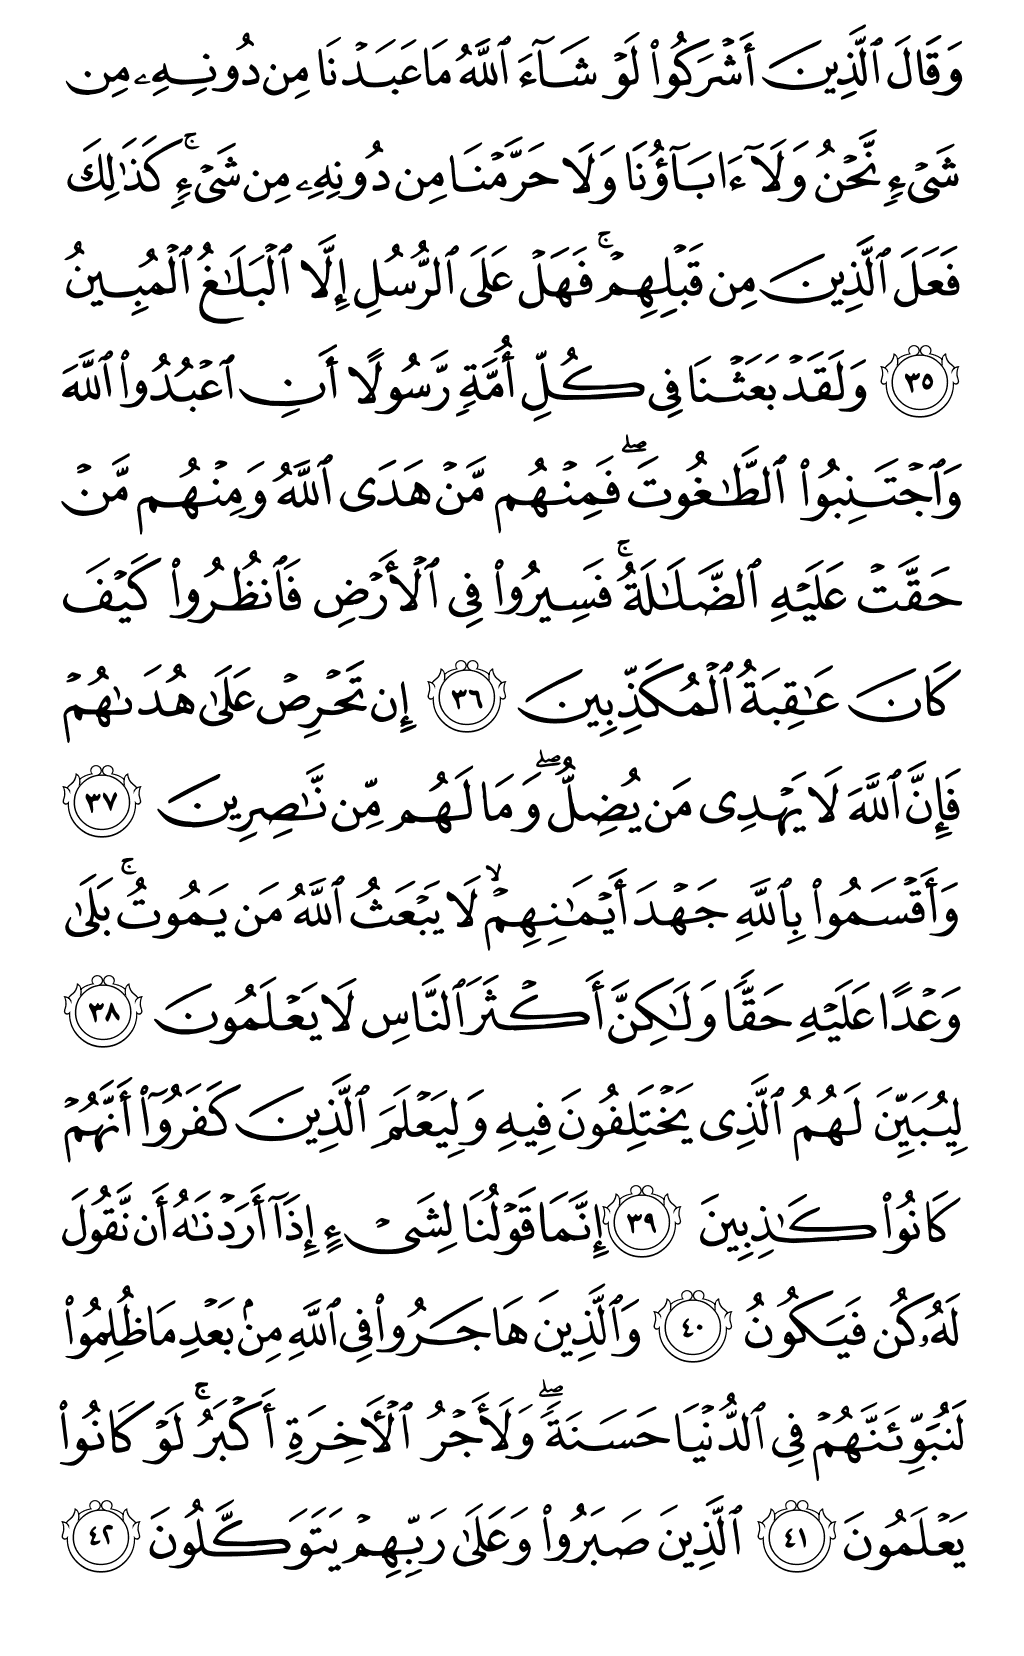 وَقَالَ ٱلَّذِينَ أَشْرَكُوا۟ لَوْ شَآءَ ٱللَّهُ مَا عَبَدْنَا مِن دُونِهِۦ مِن
شَىْءٍ نَّحْنُ وَلَآ ءَابَآؤُنَا وَلَا حَرَّمْنَا مِن دُونِهِۦ مِن شَىْءٍ ۚ كَذَٰلِكَ
فَعَلَ ٱلَّذِينَ مِن قَبْلِهِمْ ۚ فَهَلْ عَلَى ٱلرُّسُلِ إِلَّا ٱلْبَلَٰغُ ٱلْمُبِينُ
٣٥ وَلَقَدْ بَعَثْنَا فِى كُلِّ أُمَّةٍ رَّسُولًا أَنِ ٱعْبُدُوا۟ ٱللَّهَ
وَٱجْتَنِبُوا۟ ٱلطَّٰغُوتَ ۖ فَمِنْهُم مَّنْ هَدَى ٱللَّهُ وَمِنْهُم مَّنْ
حَقَّتْ عَلَيْهِ ٱلضَّلَٰلَةُ ۚ فَسِيرُوا۟ فِى ٱلْأَرْضِ فَٱنظُرُوا۟ كَيْفَ
كَانَ عَٰقِبَةُ ٱلْمُكَذِّبِينَ ٣٦ إِن تَحْرِصْ عَلَىٰ هُدَىٰهُمْ
فَإِنَّ ٱللَّهَ لَا يَهْدِى مَن يُضِلُّ ۖ وَمَا لَهُم مِّن نَّٰصِرِينَ ٣٧
وَأَقْسَمُوا۟ بِٱللَّهِ جَهْدَ أَيْمَٰنِهِمْ ۙ لَا يَبْعَثُ ٱللَّهُ مَن يَمُوتُ ۚ بَلَىٰ
وَعْدًا عَلَيْهِ حَقًّا وَلَٰكِنَّ أَكْثَرَ ٱلنَّاسِ لَا يَعْلَمُونَ ٣٨
لِيُبَيِّنَ لَهُمُ ٱلَّذِى يَخْتَلِفُونَ فِيهِ وَلِيَعْلَمَ ٱلَّذِينَ كَفَرُوٓا۟ أَنَّهُمْ
كَانُوا۟ كَٰذِبِينَ ٣٩ إِنَّمَا قَوْلُنَا لِشَىْءٍ إِذَآ أَرَدْنَٰهُ أَن نَّقُولَ
لَهُۥ كُن فَيَكُونُ ٤٠ وَٱلَّذِينَ هَاجَرُوا۟ فِى ٱللَّهِ مِنۢ بَعْدِ مَا ظُلِمُوا۟
لَنُبَوِّئَنَّهُمْ فِى ٱلدُّنْيَا حَسَنَةً ۖ وَلَأَجْرُ ٱلْءَاخِرَةِ أَكْبَرُ ۚ لَوْ كَانُوا۟
يَعْلَمُونَ ٤١ ٱلَّذِينَ صَبَرُوا۟ وَعَلَىٰ رَبِّهِمْ يَتَوَكَّلُونَ ٤٢